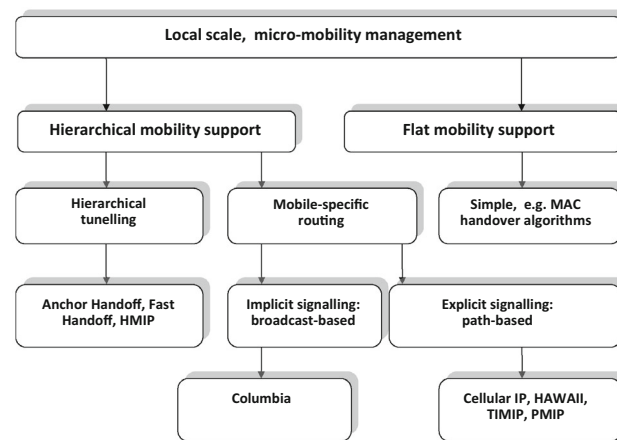 Local scale, micro-mobility management
Hierarchical mobility support
Flat mobility support
Hierarchical
tunelling
Mobile-specific
routing
Simple, e.g. MAC
handover algorithms
Anchor Handoff, Fast
Handoff, HMIP
Implicit signalling:
broadcast-based
Explicit signalling:
path-based
Columbia
Cellular IP, HAWAII,
TIMIP, PMIP